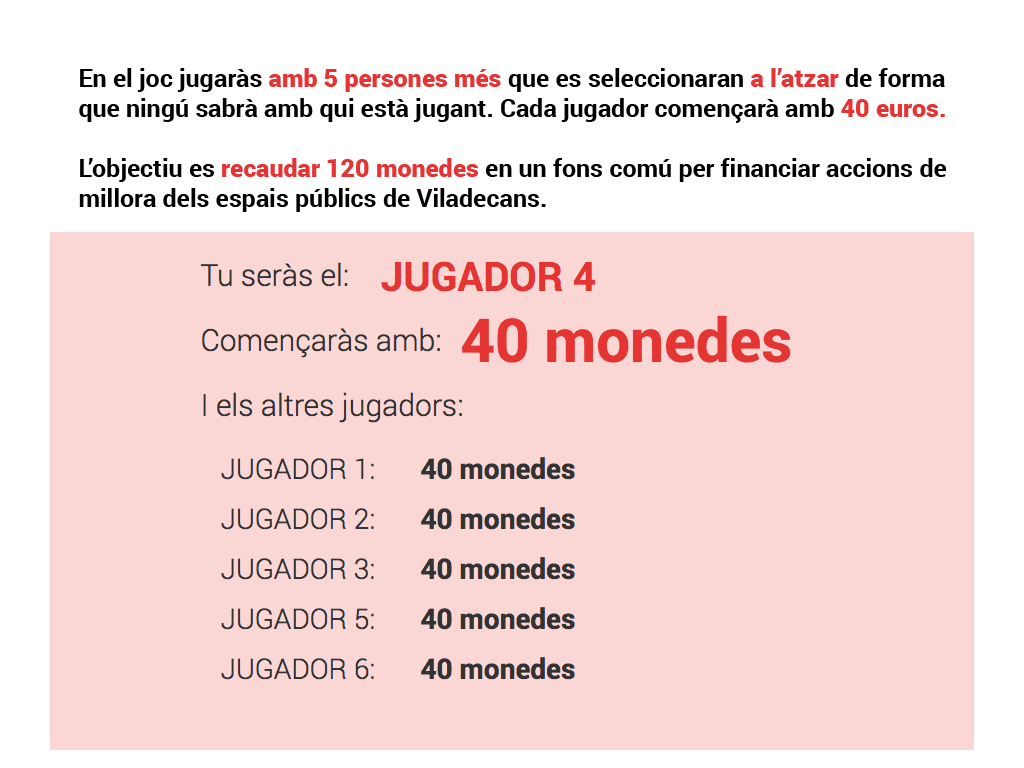 En el joc jugaràs amb 5 persones més que es seleccionaran a l’atzar de forma
que ningú sabrà amb qui està jugant. Cada jugador començarà amb 40 euros.
L’objectiu es recaudar 120 monedes en un fons comú per financiar accions de
millora dels espais públics de Viladecans.
Tu seràs el: JUGADOR 4
Començaràs amb: 40 monedes
I els altres jugadors:
JUGADOR 1: 40 monedes
JUGADOR 2: 40 monedes
JUGADOR 3: 40 monedes
JUGADOR 5: 40 monedes
JUGADOR 6: 40 monedes